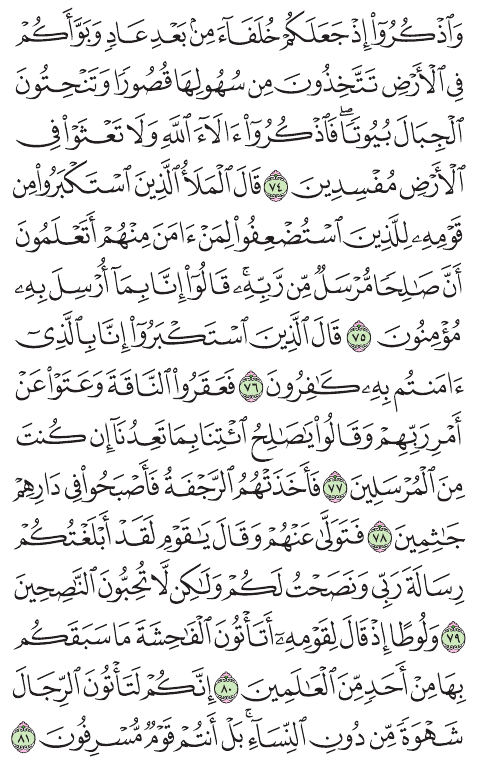 وَٱذۡكُرُوٓاْ إِذۡ جَعَلَكُمۡ خُلَفَآءَ مِنۢ بَعۡدِ عَادٖ وَبَوَّأَكُمۡ
فِي ٱلۡأَرۡضِ تَتَّخِذُونَ مِن سُهُولِهَا قُصُورٗا وَتَنۡحِتُونَ
ٱلۡجِبَالَ بُيُوتٗاۖ فَٱذۡكُرُوٓاْ ءَالَآءَ ٱللَّهِ وَلَا تَعۡثَوۡاْ فِي
ٱلۡأَرۡضِ مُفۡسِدِينَ ٧٤ قَالَ ٱلۡمَلَأُ ٱلَّذِينَ ٱسۡتَكۡبَرُواْ مِن
قَوۡمِهِۦ لِلَّذِينَ ٱسۡتُضۡعِفُواْ لِمَنۡ ءَامَنَ مِنۡهُمۡ أَتَعۡلَمُونَ
أَنَّ صَٰلِحٗا مُّرۡسَلٞ مِّن رَّبِّهِۦۚ قَالُوٓاْ إِنَّا بِمَآ أُرۡسِلَ بِهِۦ
مُؤۡمِنُونَ ٧٥ قَالَ ٱلَّذِينَ ٱسۡتَكۡبَرُوٓاْ إِنَّا بِٱلَّذِيٓ
ءَامَنتُم بِهِۦ كَٰفِرُونَ ٧٦ فَعَقَرُواْ ٱلنَّاقَةَ وَعَتَوۡاْ عَنۡ
أَمۡرِ رَبِّهِمۡ وَقَالُواْ يَٰصَٰلِحُ ٱئۡتِنَا بِمَا تَعِدُنَآ إِن كُنتَ
مِنَ ٱلۡمُرۡسَلِينَ ٧٧ فَأَخَذَتۡهُمُ ٱلرَّجۡفَةُ فَأَصۡبَحُواْ فِي دَارِهِمۡ
جَٰثِمِينَ ٧٨ فَتَوَلَّىٰ عَنۡهُمۡ وَقَالَ يَٰقَوۡمِ لَقَدۡ أَبۡلَغۡتُكُمۡ
رِسَالَةَ رَبِّي وَنَصَحۡتُ لَكُمۡ وَلَٰكِن لَّا تُحِبُّونَ ٱلنَّٰصِحِينَ
٧٩ وَلُوطًا إِذۡ قَالَ لِقَوۡمِهِۦٓ أَتَأۡتُونَ ٱلۡفَٰحِشَةَ مَا سَبَقَكُم
بِهَا مِنۡ أَحَدٖ مِّنَ ٱلۡعَٰلَمِينَ ٨٠ إِنَّكُمۡ لَتَأۡتُونَ ٱلرِّجَالَ
شَهۡوَةٗ مِّن دُونِ ٱلنِّسَآءِۚ بَلۡ أَنتُمۡ قَوۡمٞ مُّسۡرِفُونَ ٨١